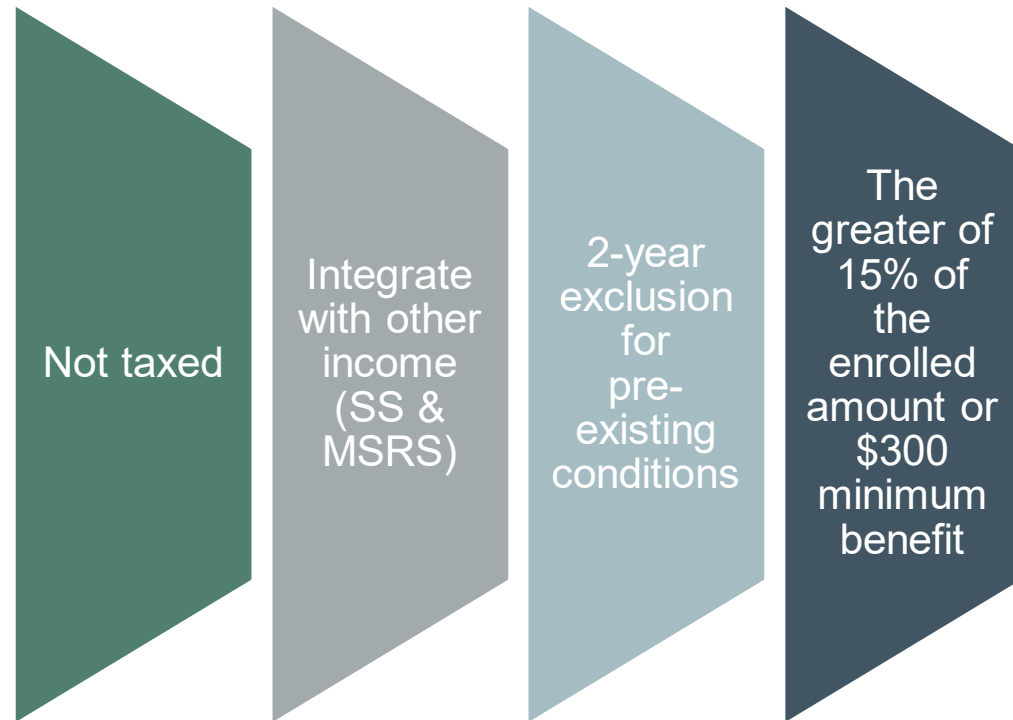 Not taxed
Integrate
with other
income
(SS &
MSRS)
2-year
exclusion
for
pre-
existing
conditions
The
greater of
15% of
the
enrolled
amount or
$300
minimum
benefit